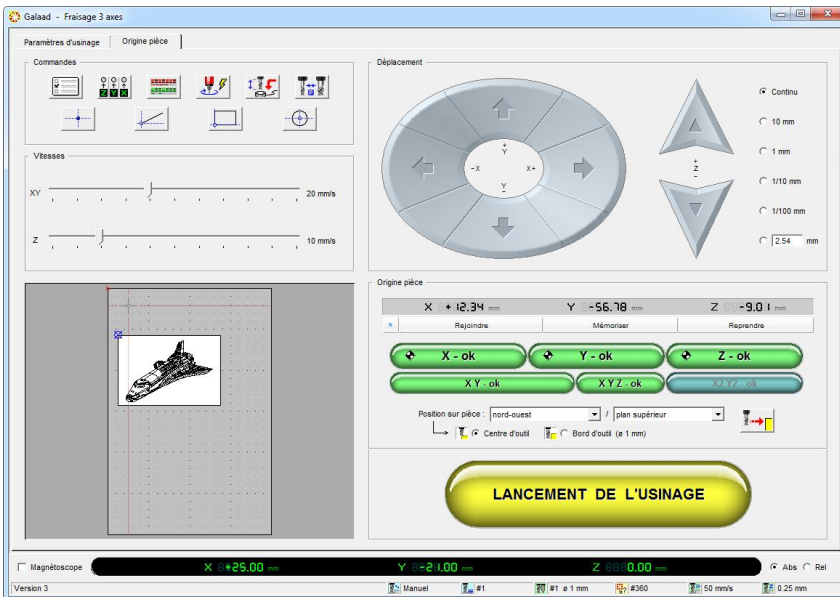 Galaad - Fraisage 3 axes
Paramètres d'usinage
Origine pièce
Commandes
Z Y X
Vitesses
XY
20 mm/s
Z
10 mm/s
Déplacement
+
Y
-X
X+
Y
-
+
Z
-
Continu
10 mm
1 mm
1/10 mm
1/100 mm
2.54 mm
Origine pièce
X +12.34 mm Y -56.78 mm Z -9.01 mm
* Rejoindre Mémoriser Reprendre
X - ok Y - ok Z - ok
X Y - ok X Y Z - ok X2 Y2 - ok
Position sur pièce : nord-ouest / plan supérieur
Centre d'outil Bord d'outil (ø 1 mm)
LANCEMENT DE L'USINAGE
Magnétoscope X +25.00 mm Y -21.00 mm Z 0.00 mm Abs Rel
Version 3 Manuel #1 #1 ø 1 mm #360 50 mm/s 0.25 mm